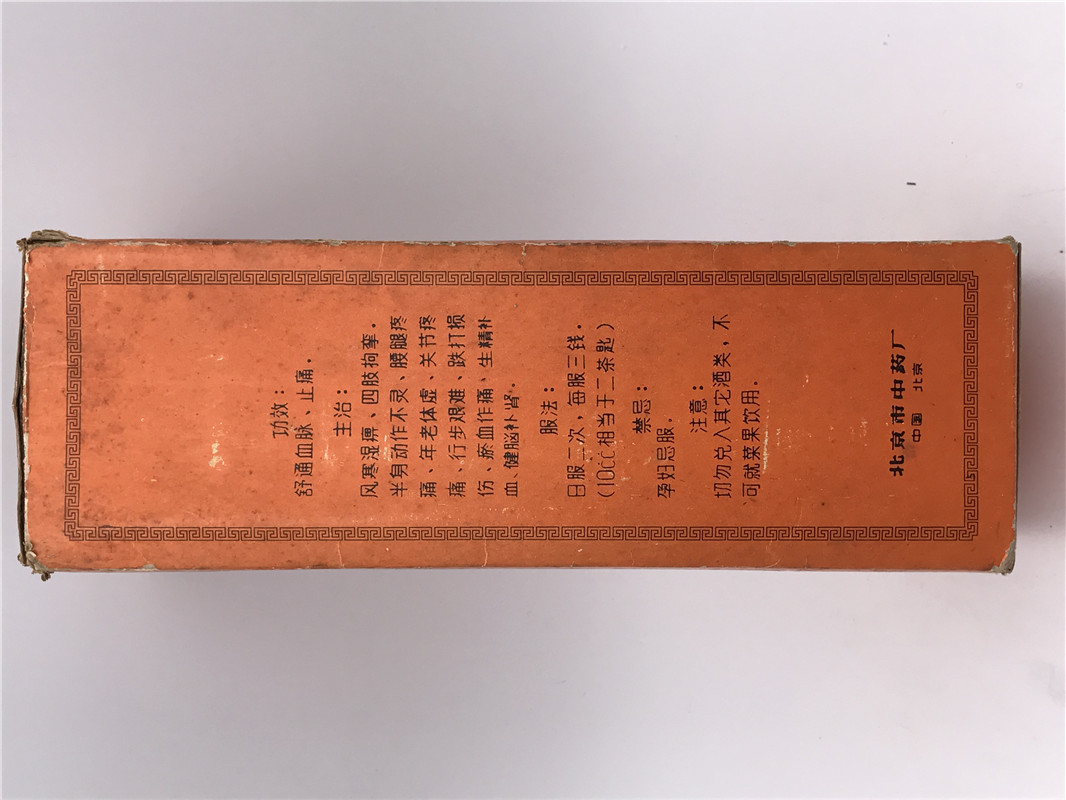 功效：
舒通血脉、止痛．
主治：
风寒湿痹、四肢拘挛．
半身动作不灵、腰腿疼
痛、年老体虚、关节疼
痛、行步艰难、跌打损
伤、瘀血作痛、生精补
血、健脑补肾．
服法：
日服二次，每服三钱．
（10cc相当于二茶匙）
禁忌：
孕妇忌服．
注意：
切勿兑入其它酒类，不
可就菜果饮用．
北京市中药厂
中国 北京